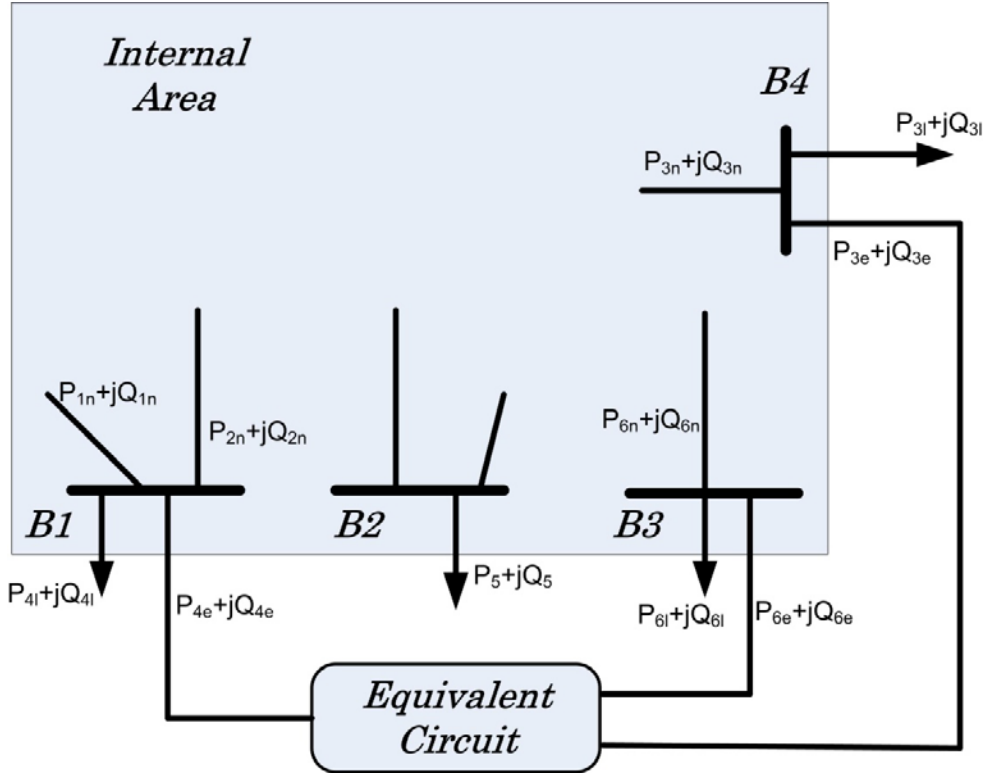 Internal
Area
B4
P3l+jQ3l
P3n+jQ3n
P3e+jQ3e
P1n+jQ1n
P2n+jQ2n
P6n+jQ6n
B1
B2
B3
P4l+jQ4l
P4e+jQ4e
P5+jQ5
P6l+jQ6l
P6e+jQ6e
Equivalent
Circuit